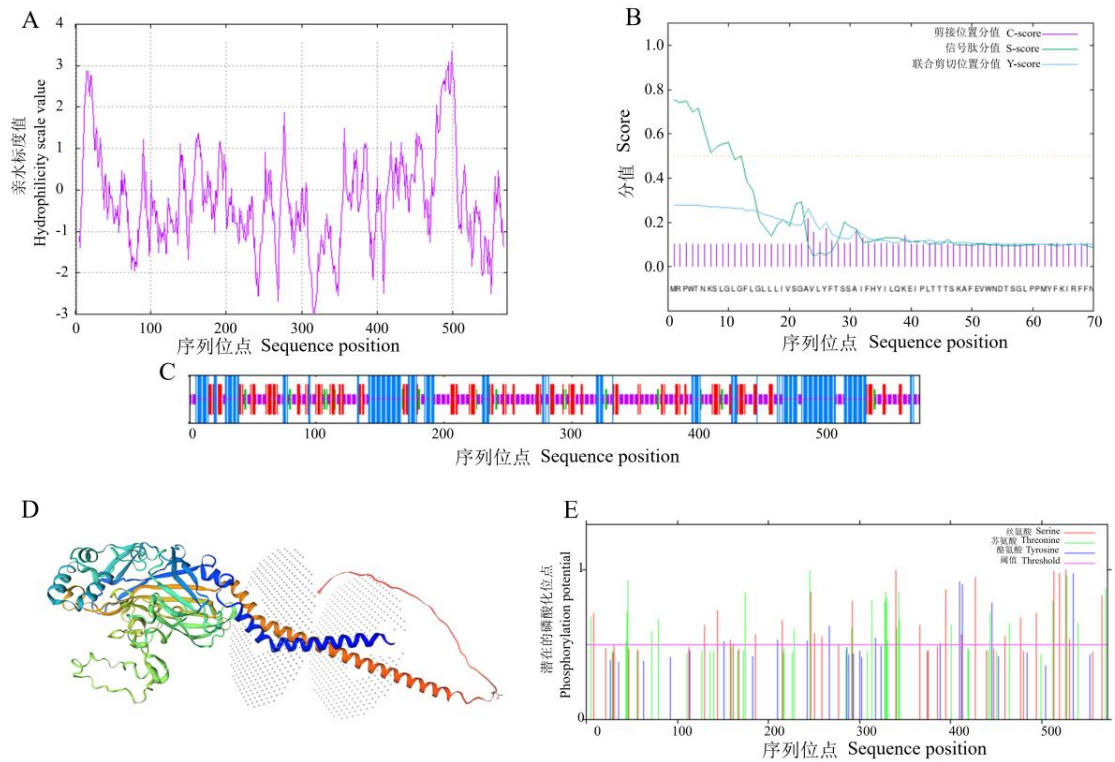 A
亲水标度值
Hydrophilicity scale value
4
3
2
1
0
-1
-2
-3
0 100 200 300 400 500
序列位点 Sequence position
B
分值 Score
1.0
0.8
0.6
0.4
0.2
0.0
剪接位置分值 C-score
信号肽分值 S-score
联合剪切位置分值 Y-score
MRPWTNKSLGLGFLGLLLIVSGAVLYFTSSAIFHYILQKEIPLTTTSKAFEVWNDTSGLPPMYFKIRFFN
0 10 20 30 40 50 60 70
序列位点 Sequence position
C
0 100 200 300 400 500
序列位点 Sequence position
D
E
潜在的磷酸化位点
Phosphorylation potential
1
0
丝氨酸 Serine
苏氨酸 Threonine
酪氨酸 Tyrosine
阈值 Threshold
0 100 200 300 400 500
序列位点 Sequence position